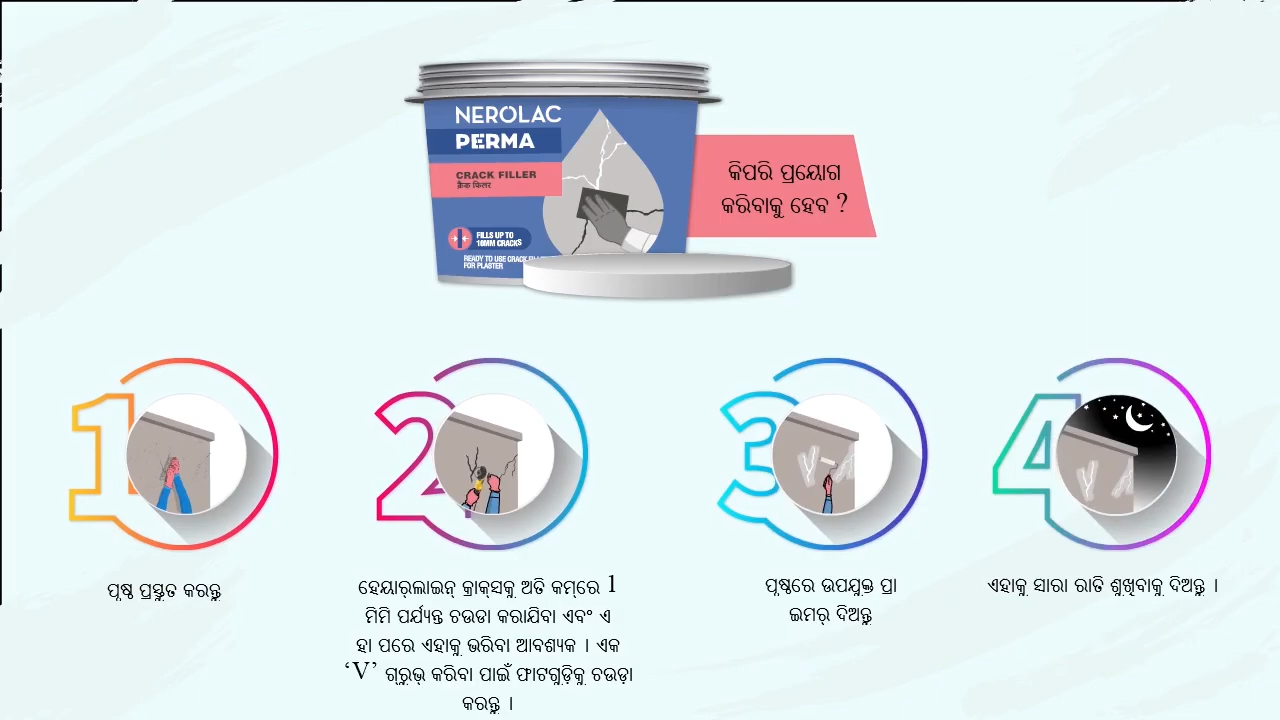 NEROLAC
PERMA
CRACK FILLER
क्रैक फिलर
FILLS UP TO
10MM CRACKS
READY TO USE CRACK
FOR PLASTER
କିପରି ପ୍ରୟୋଗ
କରିବାକୁ ହେବ ?
1
ପୃଷ୍ଠ ପ୍ରସ୍ତୁତ କରନ୍ତୁ
2
ହେୟାର୍‌ଲାଇନ୍ କ୍ରାକ୍‌ସକୁ ଅତି କମ୍‌ରେ 1
ମିମି ପର୍ଯ୍ୟନ୍ତ ଚଉଡା କରାଯିବା ଏବଂ ଏ
ହା ପରେ ଏହାକୁ ଭରିବା ଆବଶ୍ୟକ । ଏକ
‘V’ ଗ୍ରୁଭ୍ କରିବା ପାଇଁ ଫାଟଗୁଡ଼ିକୁ ଚଉଡ଼ା
କରନ୍ତୁ ।
3
ପୃଷ୍ଠରେ ଉପଯୁକ୍ତ ପ୍ରା
ଇମର୍ ଦିଅନ୍ତୁ
4
ଏହାକୁ ସାରା ରାତି ଶୁଖିବାକୁ ଦିଅନ୍ତୁ ।